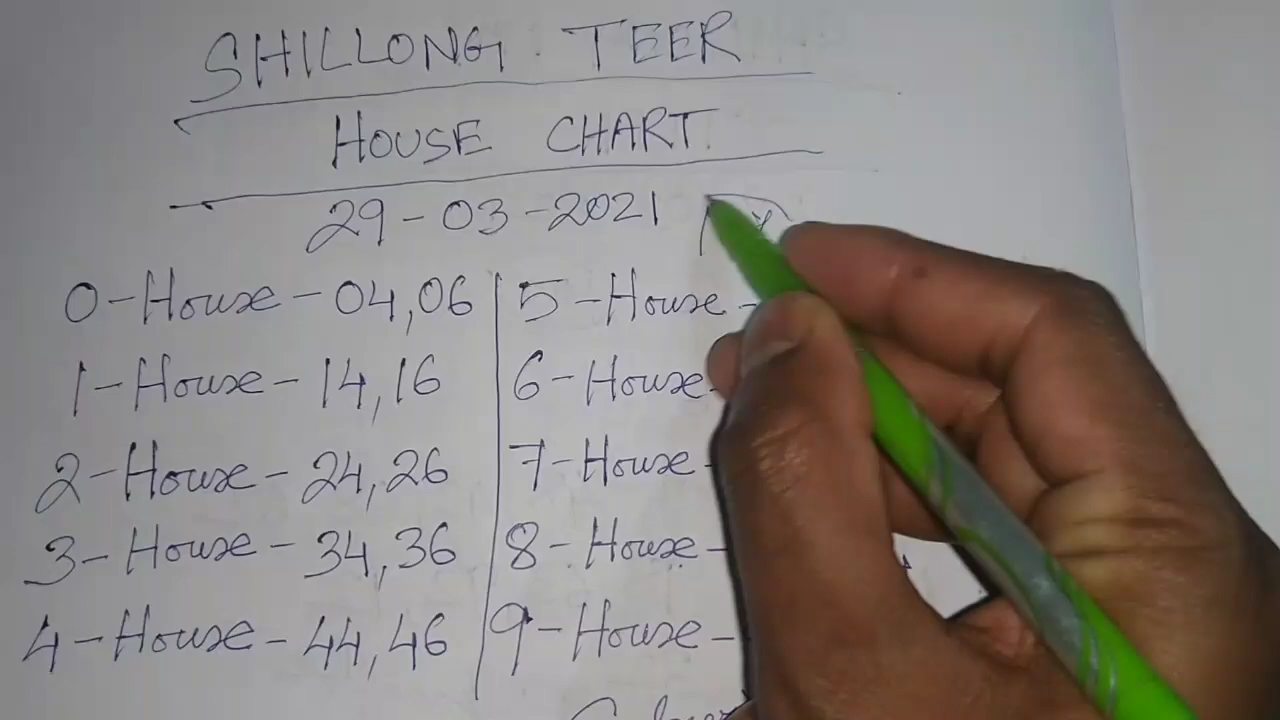 SHILLONG TEER
HOUSE CHART
29-03-2021
0-House-04,06
1-House-14,16
2-House-24,26
3-House-34,36
4-House-44,46
5-House-
6-House
7-House-
8-House-
9-House-